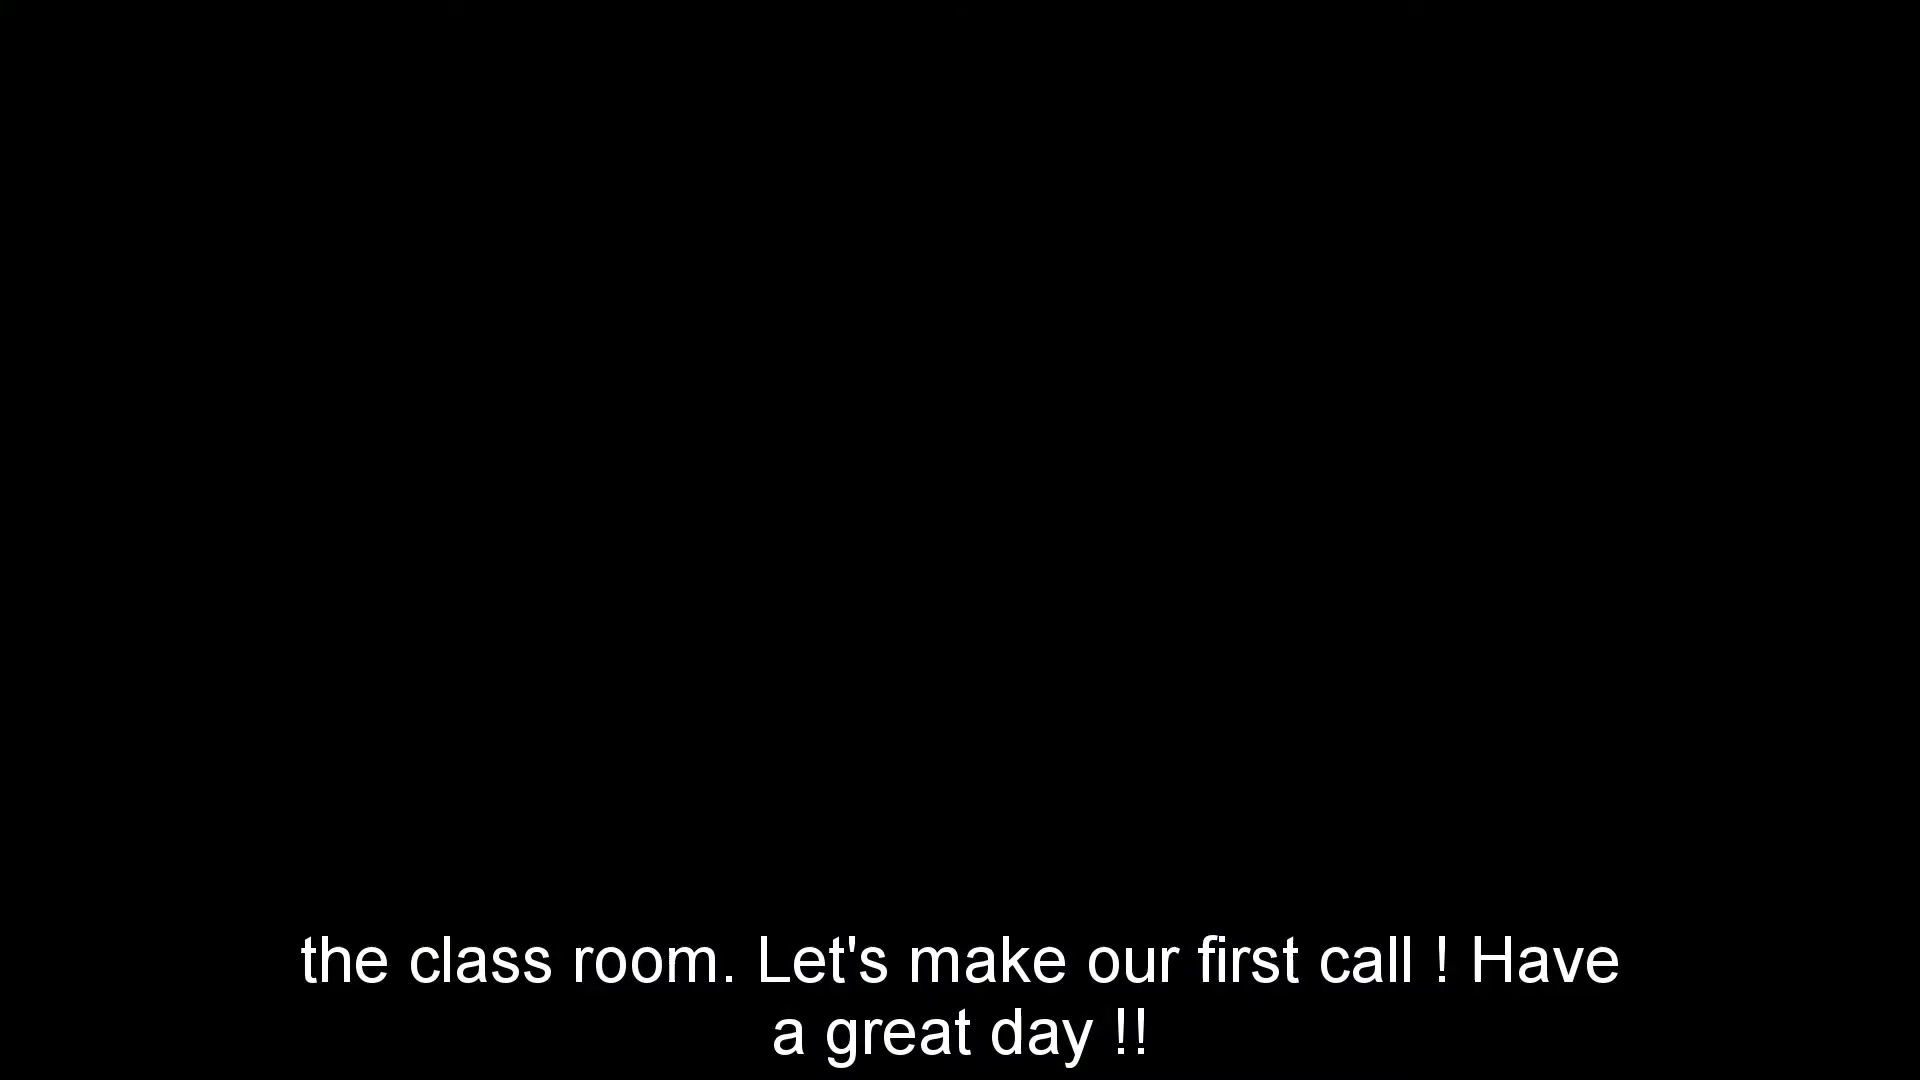 the class room. Let's make our first call ! Have
a great day !!